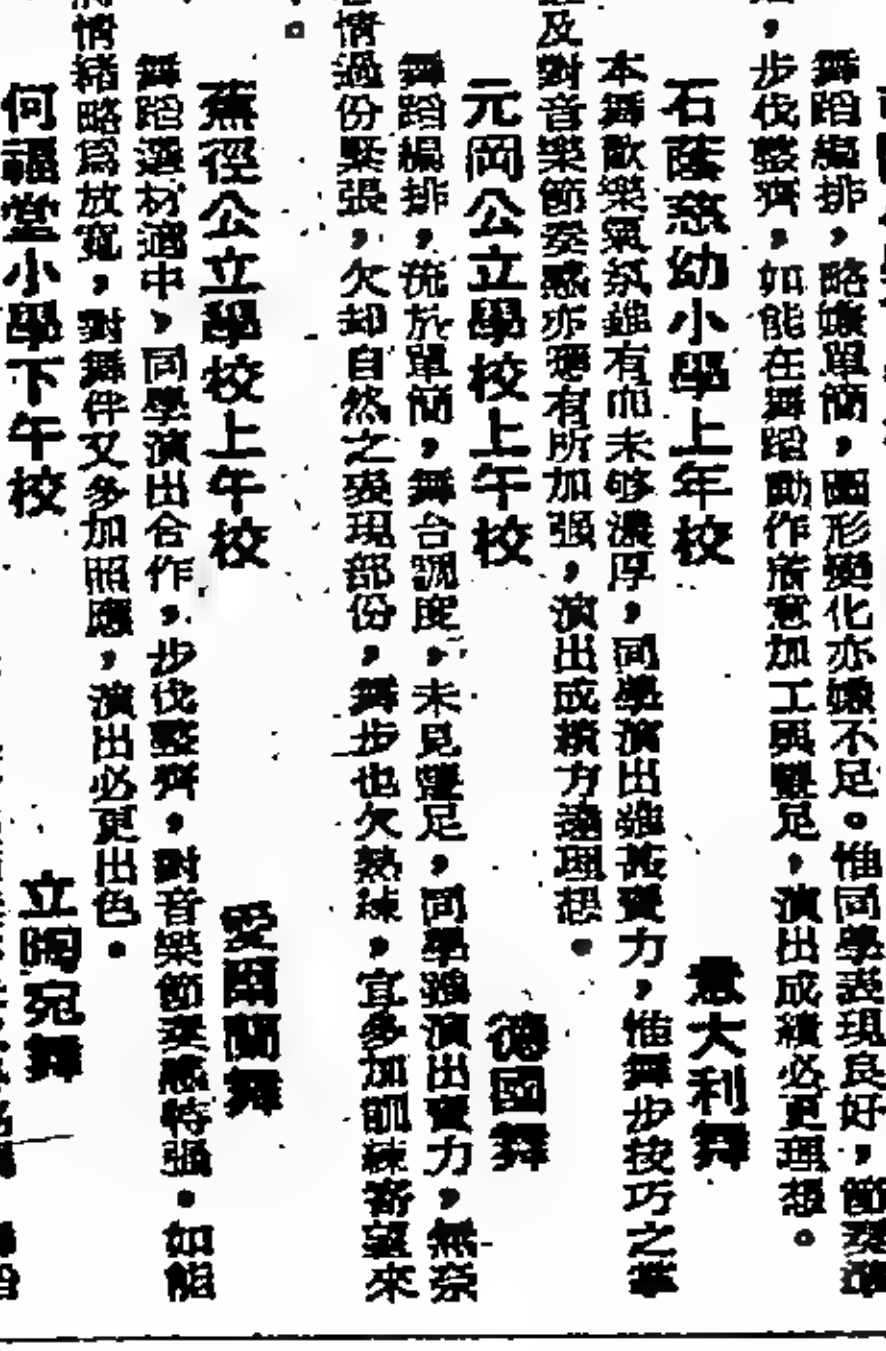 舞蹈編排，略嫌單簡，圖形變化亦嫌不足。惟同學表現良好，節奏準
，步伐整齊，如能在舞蹈動作着意加工與豐足，演出成績必更理想。
石蔭慈幼小學上年校 意大利舞
本舞歡樂氣氛雖有而未够濃厚，同學演出雖甚賣力，惟舞步技巧之掌
及對音樂節奏感亦應有所加强，演出成績方達理想。
元岡公立學校上午校 德國舞
舞蹈編排，流於單簡，舞台調度，未見豐足，同學雖演出賣力，無奈
情過份緊張，欠却自然之表現部份，舞步也欠熟練，宜多加訓練寄望來
。
蕉徑公立學校上午校 愛爾蘭舞
舞蹈選材適中，同學演出合作，步伐整齊，對音樂節奏感特强。如能
情緒略爲放寬，對舞伴又多加照應，演出必更出色。
何福堂小學下午校 立陶宛舞